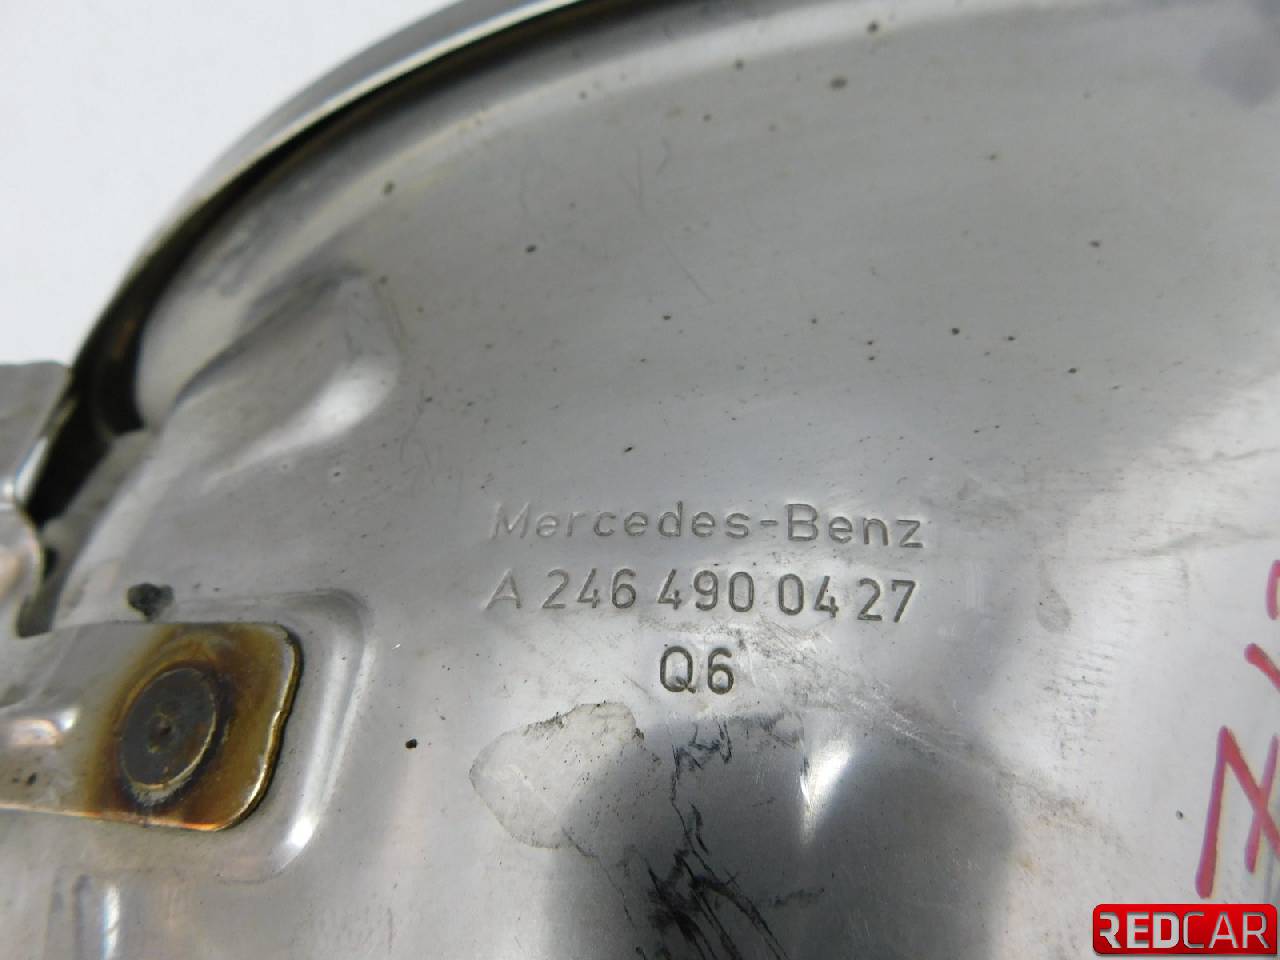 Mercedes-Benz
A 246 490 04 27
Q6
REDCAR